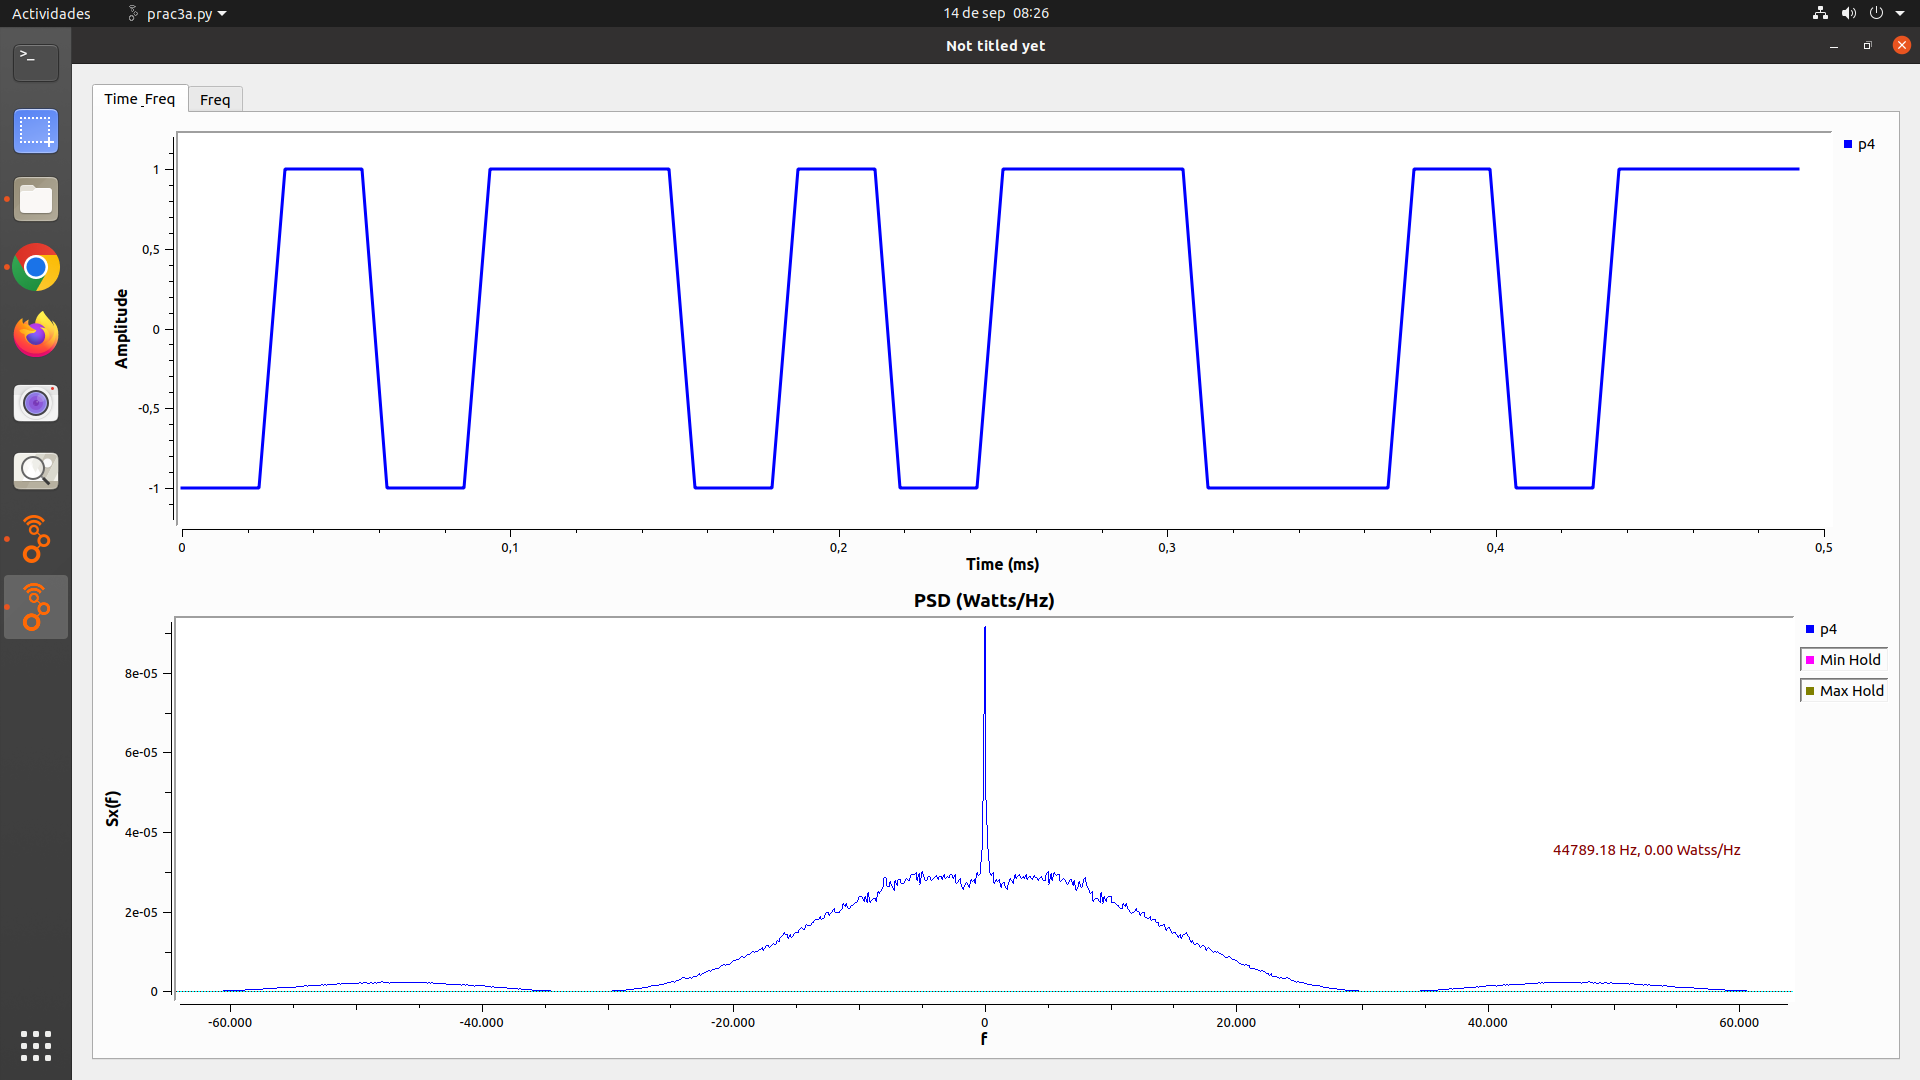 Actividades prac3a.py 14 de sep 08:26
Not titled yet
Time_Freq Freq
p4
1
0,5
0
-0,5
-1
Amplitude
0 0,1 0,2 0,3 0,4 0,5
Time (ms)
PSD (Watts/Hz)
p4
Min Hold
Max Hold
8e-05
6e-05
4e-05
2e-05
0
Sx(f)
44789.18 Hz, 0.00 Watss/Hz
-60.000 -40.000 -20.000 0 20.000 40.000 60.000
f